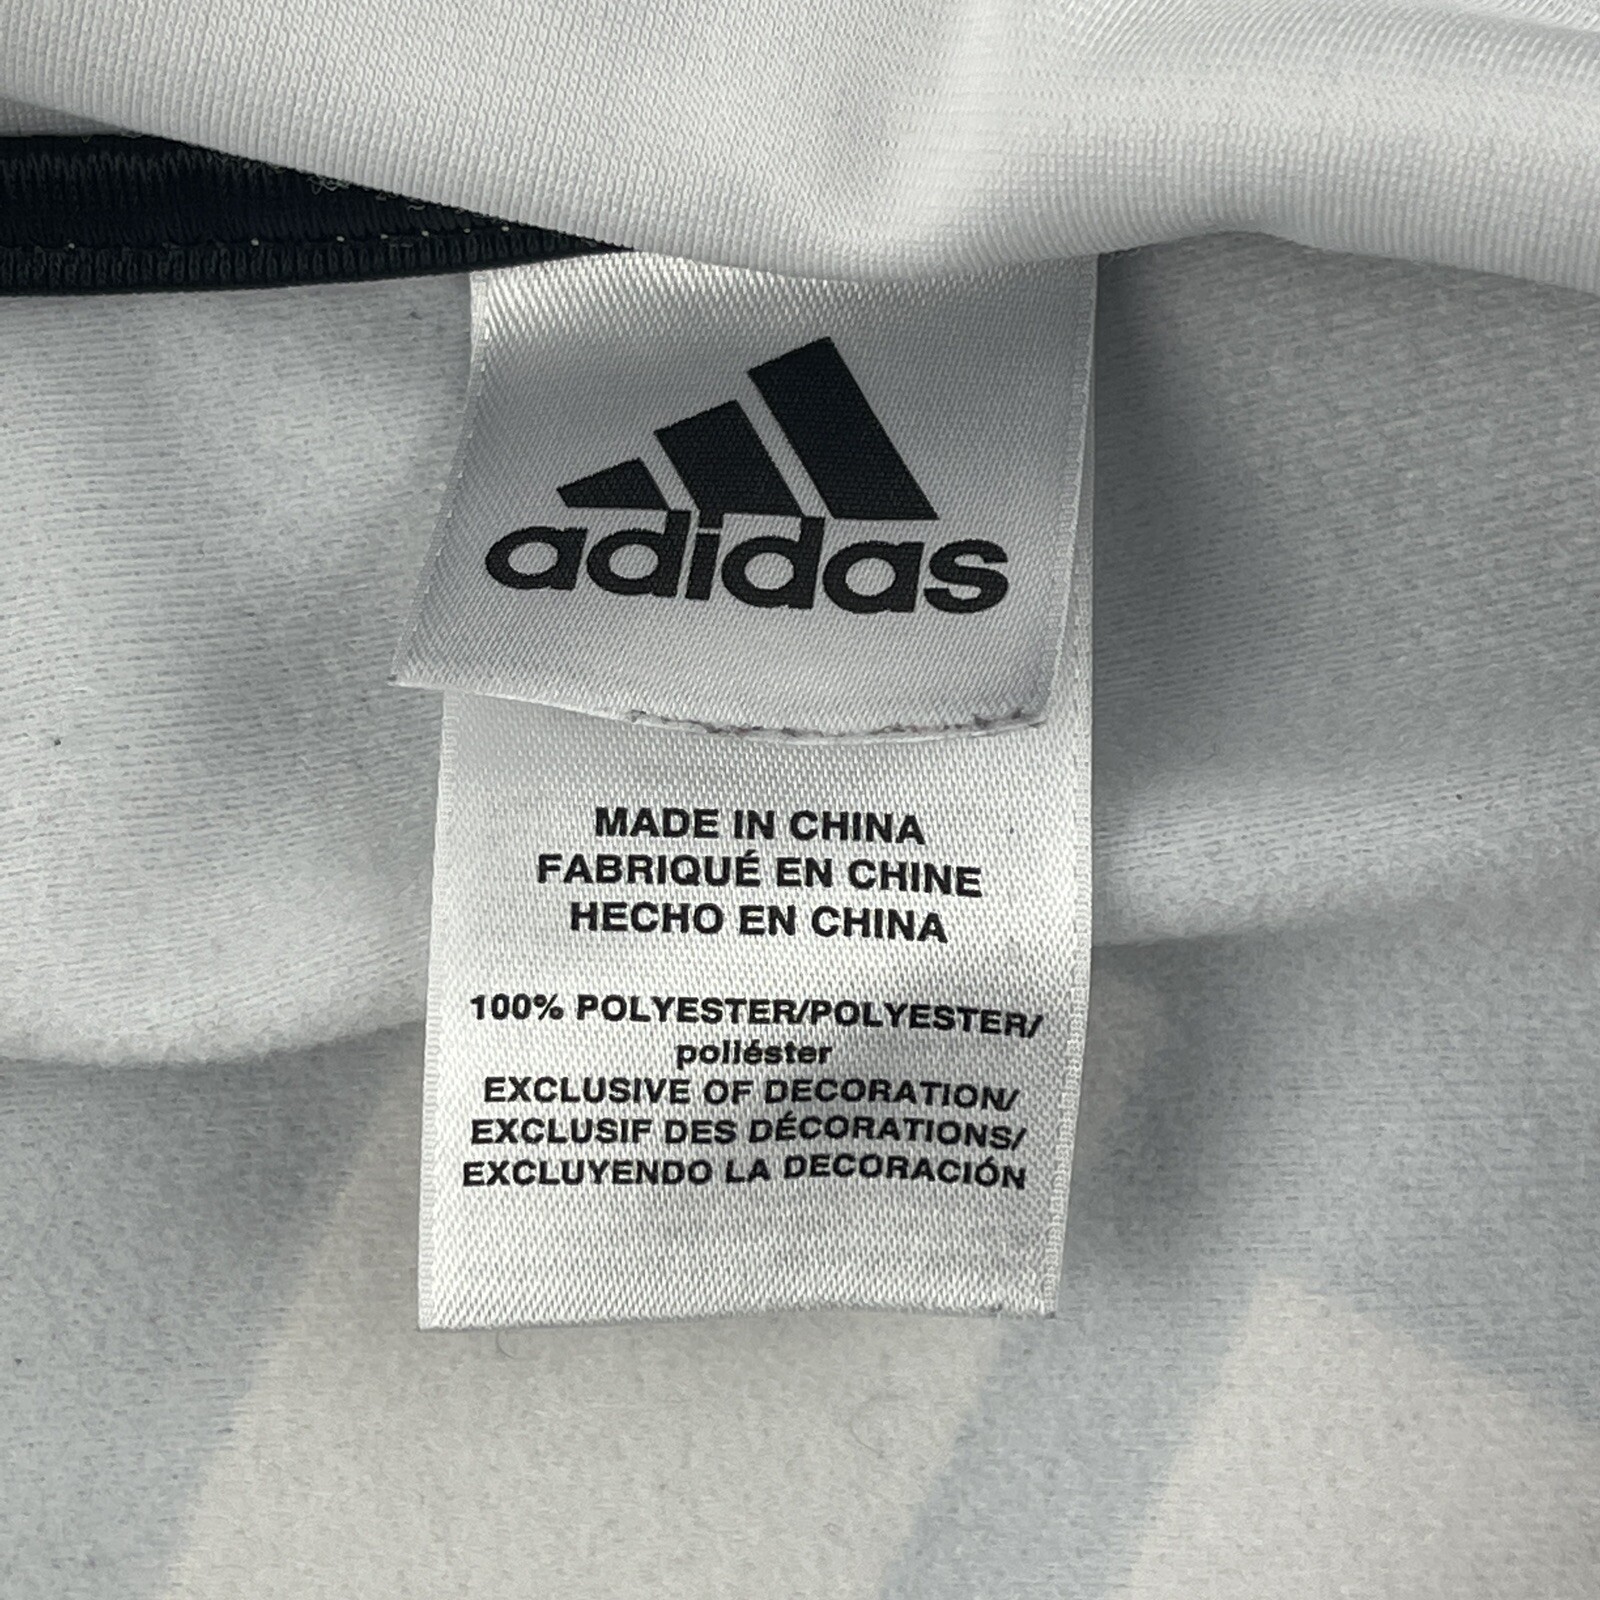 adidas
MADE IN CHINA
FABRIQUÉ EN CHINE
HECHO EN CHINA
100% POLYESTER/POLYESTER/
poliéster
EXCLUSIVE OF DECORATION/
EXCLUSIF DES DÉCORATIONS/
EXCLUYENDO LA DECORACIÓN